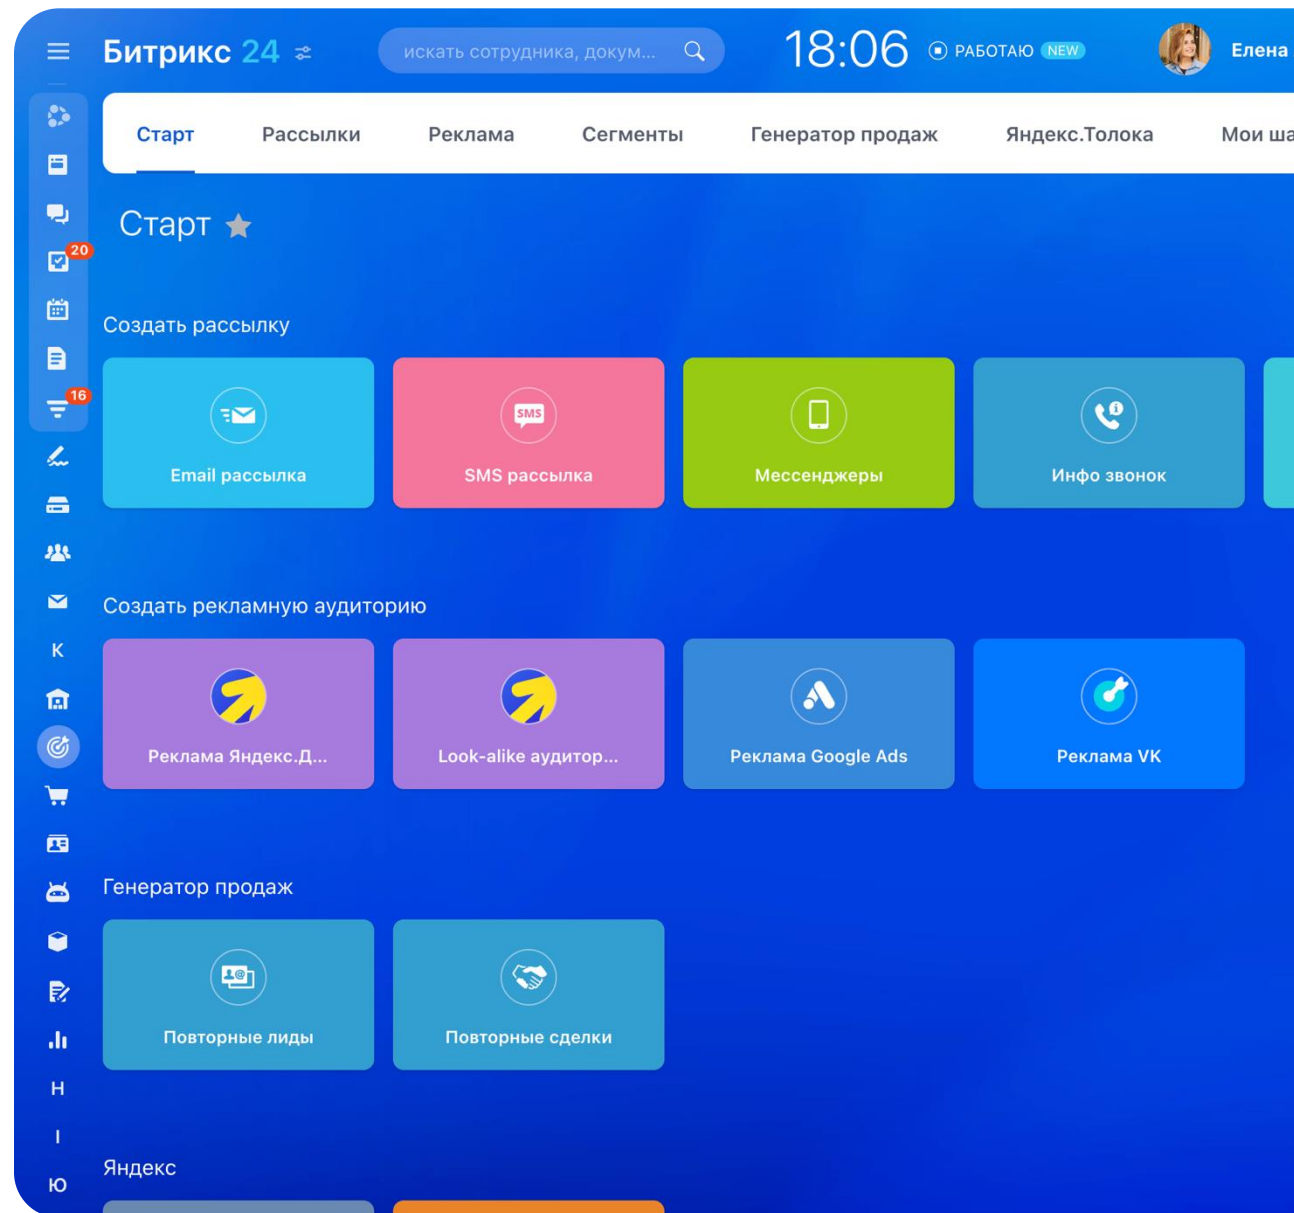 Битрикс 24
искать сотрудника, докум...
18:06
РАБОТАЮ NEW
Елена
Старт
Рассылки
Реклама
Сегменты
Генератор продаж
Яндекс.Толока
Мои ша
Старт
20
16
К
Н
I
Ю
Создать рассылку
Email рассылка
SMS
SMS рассылка
Мессенджеры
Инфо звонок
Создать рекламную аудиторию
Реклама Яндекс.Д...
Look-alike аудитор...
Реклама Google Ads
Реклама VK
Генератор продаж
Повторные лиды
Повторные сделки
Яндекс